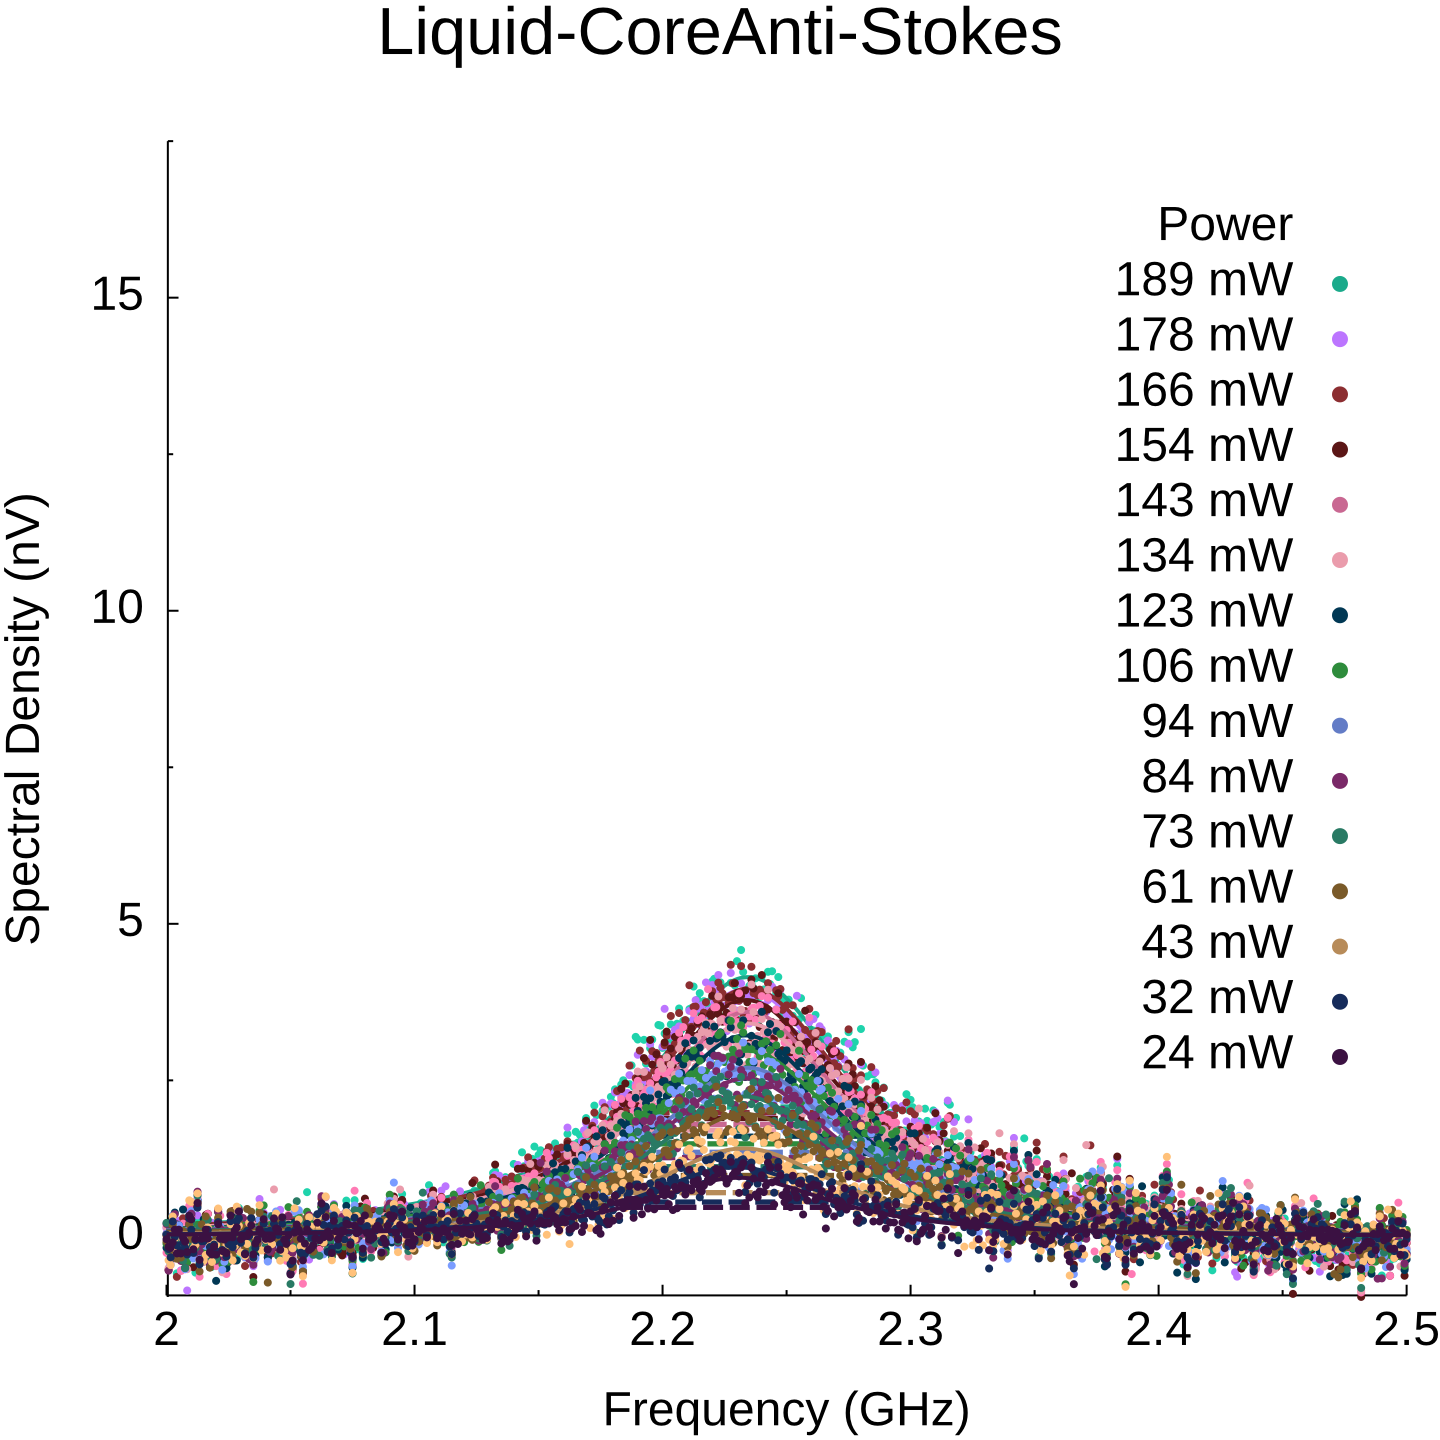 Liquid-CoreAnti-Stokes
Power
189 mW
178 mW
166 mW
154 mW
143 mW
134 mW
123 mW
106 mW
94 mW
84 mW
73 mW
61 mW
43 mW
32 mW
24 mW
Spectral Density (nV)
15
10
5
0
2 2.1 2.2 2.3 2.4 2.5
Frequency (GHz)